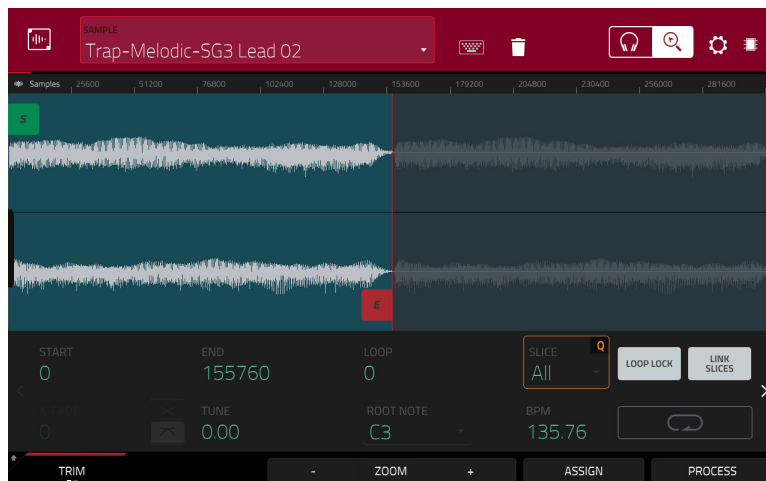 SAMPLE
Trap-Melodic-SG3 Lead 02
Samples 25600 51200 76800 102400 128000 153600 179200 204800 230400 256000 281600
S
E
START END LOOP SLICE Q
0 155760 0 All LOOP LOCK LINK SLICES
TUNE ROOT NOTE BPM
0 0.00 C3 135.76
TRIM - ZOOM + ASSIGN PROCESS